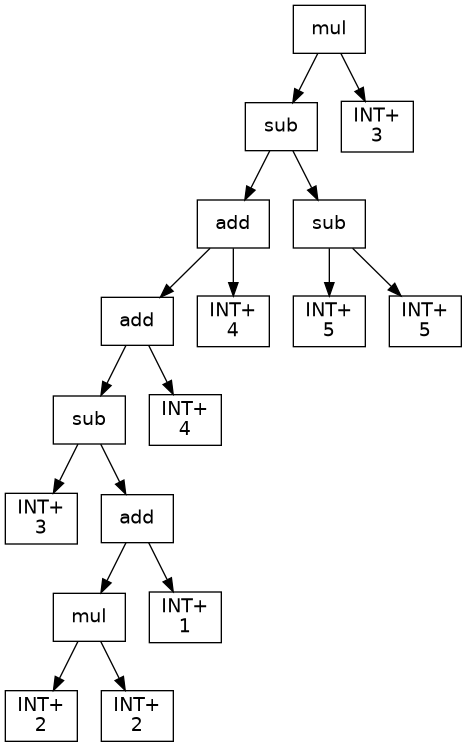 mul
sub
INT+
3
add
sub
add
INT+
4
INT+
5
INT+
5
sub
INT+
4
INT+
3
add
mul
INT+
1
INT+
2
INT+
2